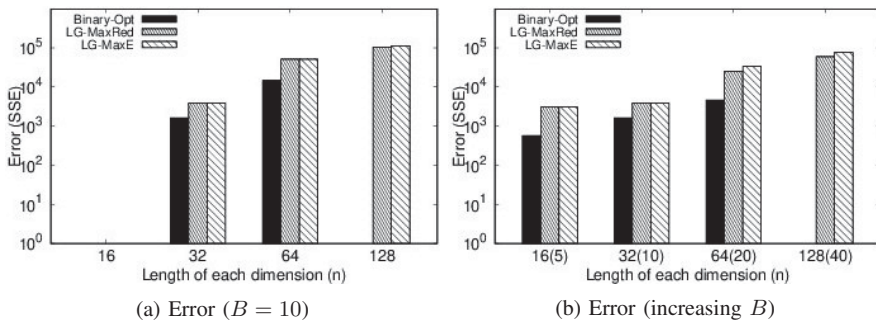 Binary-Opt
LG-MaxRed
LG-MaxE
Error (SSE)
10^5
10^4
10^3
10^2
10^1
10^0
16 32 64 128
Length of each dimension (n)
(a) Error (B = 10)
Binary-Opt
LG-MaxRed
LG-MaxE
Error (SSE)
10^5
10^4
10^3
10^2
10^1
10^0
16(5) 32(10) 64(20) 128(40)
Length of each dimension (n)
(b) Error (increasing B)